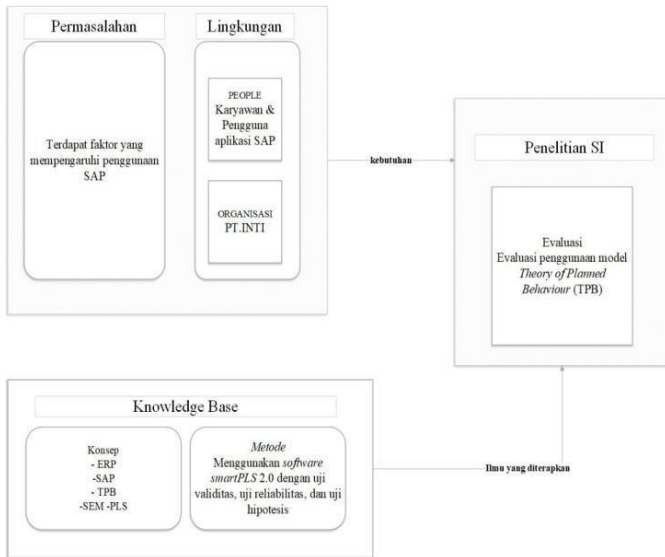 Permasalahan
Terdapat faktor yang
mempengaruhi penggunaan
SAP
Lingkungan
PEOPLE
Karyawan &
Pengguna
aplikasi SAP
ORGANISASI
PT.INTI
kebutuhan
Penelitian SI
Evaluasi
Evaluasi penggunaan model
Theory of Planned
Behaviour (TPB)
Knowledge Base
Konsep
- ERP
-SAP
- TPB
-SEM -PLS
Metode
Menggunakan software
smartPLS 2.0 dengan uji
validitas, uji reliabilitas, dan uji
hipotesis
Ilmu yang diterapkan